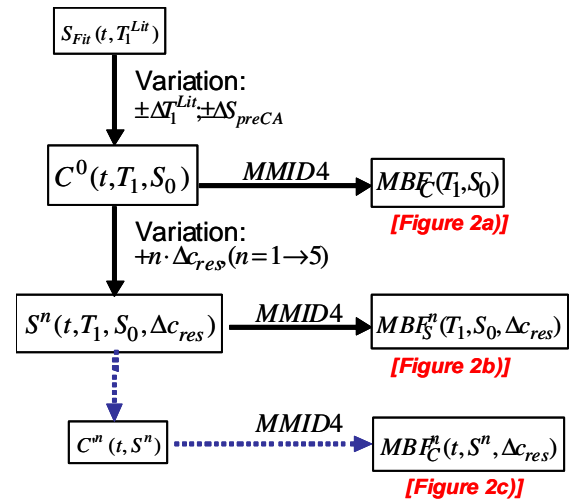 S_Fit (t, T_1^Lit)
Variation:
±ΔT_1^Lit;±ΔS_preCA
C^0(t,T_1,S_0)
MMID4
MBF_C(T_1,S_0)
[Figure 2a)]
Variation:
+n·Δc_res,(n=1→5)
S^n(t,T_1,S_0,Δc_res)
MMID4
MBF_S^n(T_1,S_0,Δc_res)
[Figure 2b)]
C'^n(t,S^n)
MMID4
MBF_C^n(t,S^n,Δc_res)
[Figure 2c)]